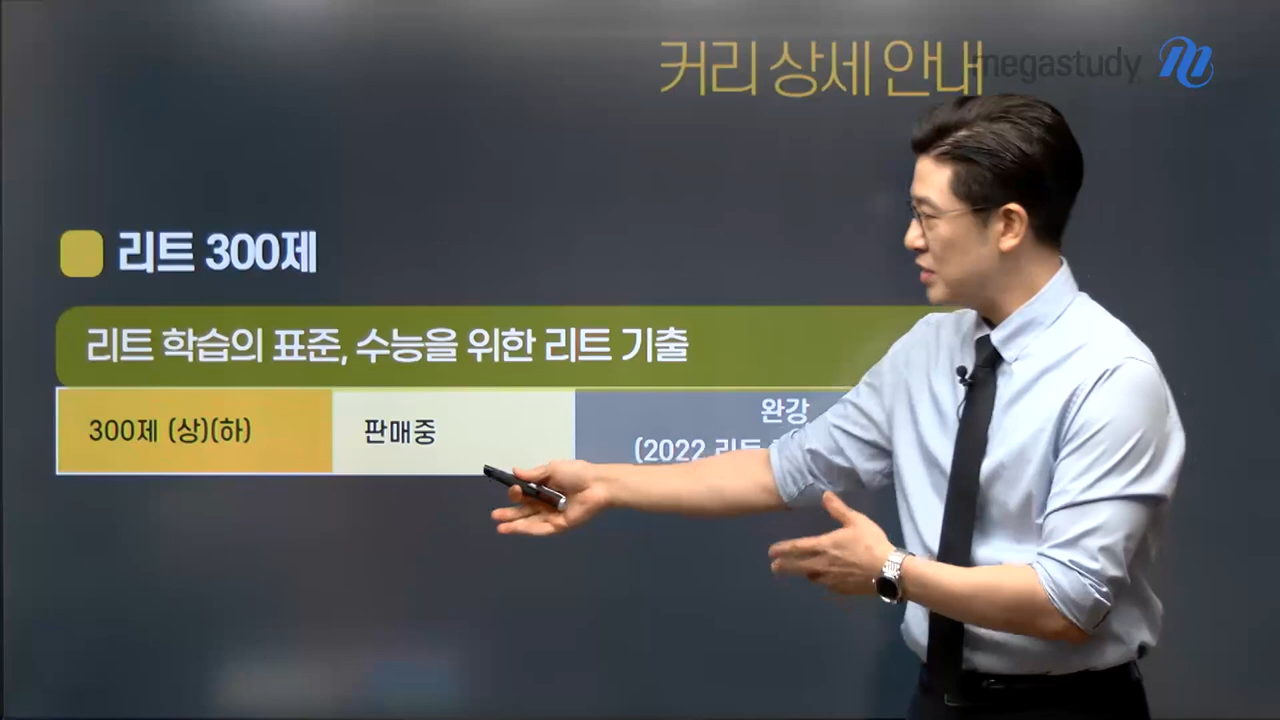 커리 상세 안내
megastudy
리트 300제
리트 학습의 표준, 수능을 위한 리트 기출
300제 (상)(하)
판매중
완강
(2022 리트